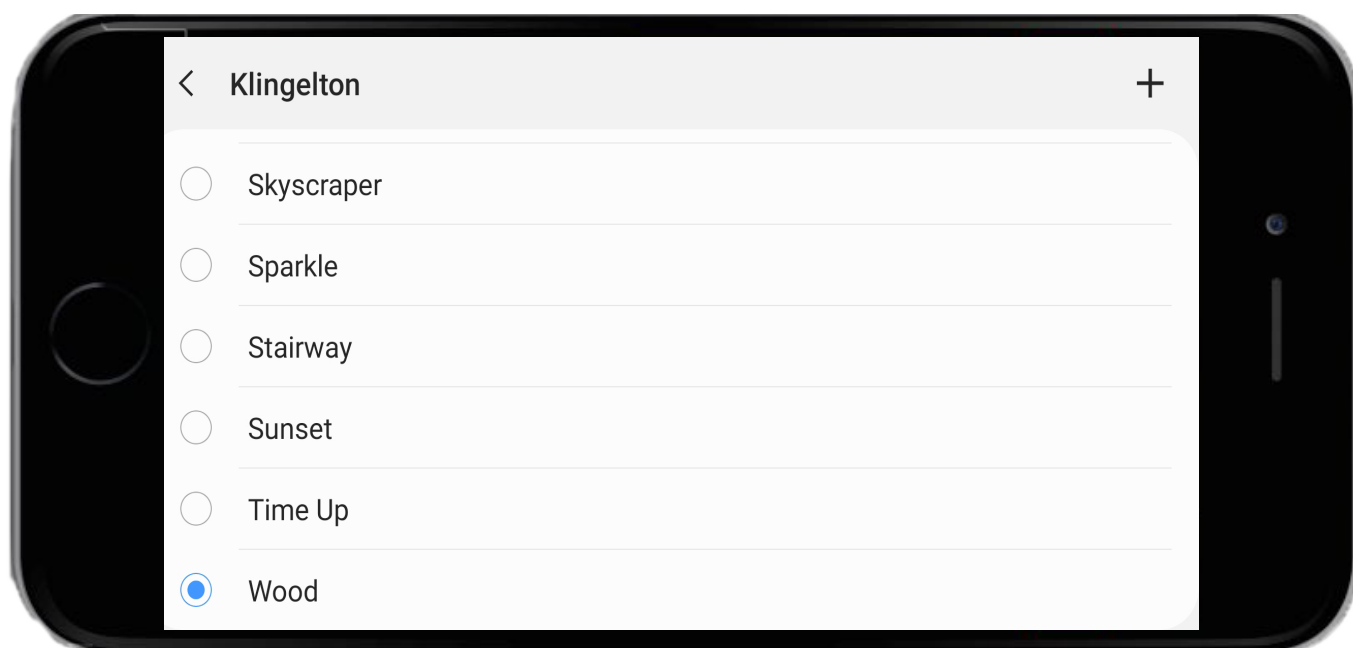 Klingelton
Skyscraper
Sparkle
Stairway
Sunset
Time Up
Wood